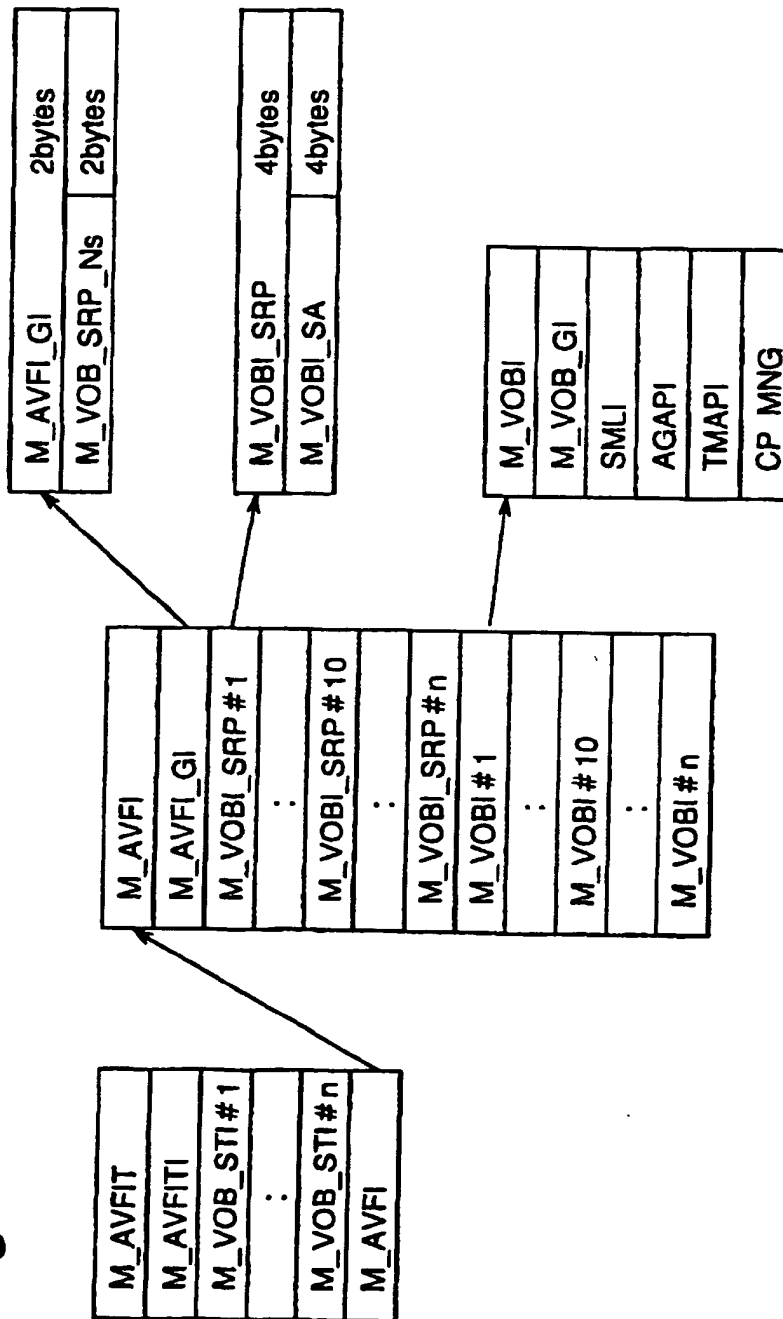 M_AVFIT
M_AVFITI
M_VOB_STI#1
:
M_VOB_STI#n
M_AVFI
M_AVFI
M_AVFI_GI
M_VOBI_SRP#1
:
M_VOBI_SRP#10
:
M_VOBI_SRP#n
M_VOBI#1
:
M_VOBI#10
:
M_VOBI#n
M_AVFI_GI 2bytes
M_VOB_SRP_Ns 2bytes
M_VOBI_SRP 4bytes
M_VOBI_SA 4bytes
M_VOBI
M_VOB_GI
SMLI
AGAPI
TMAPI
CP_MNG